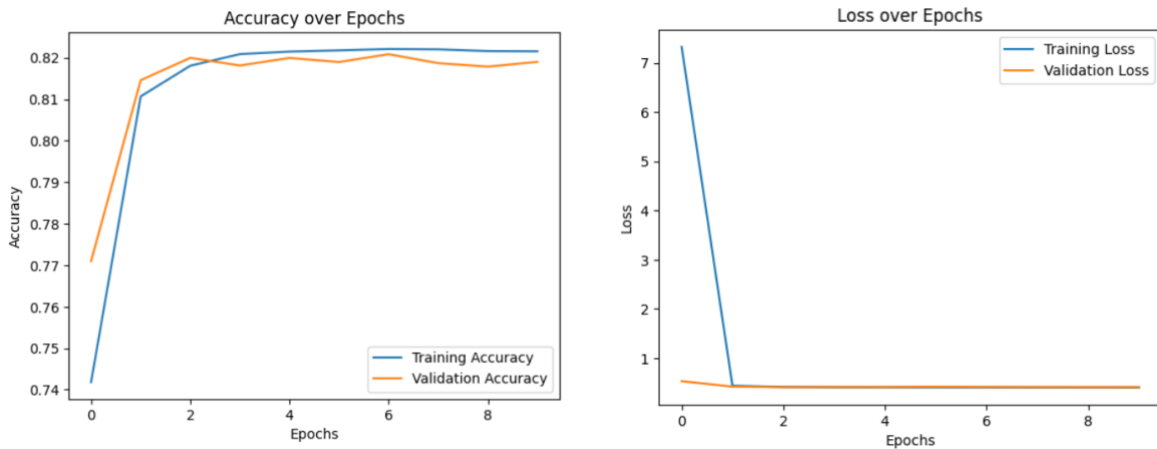 Accuracy over Epochs
0.82
0.81
0.80
0.79
0.78
0.77
0.76
0.75
0.74
Accuracy
0 2 4 6 8
Epochs
Training Accuracy
Validation Accuracy
Loss over Epochs
7
6
5
4
3
2
1
Loss
0 2 4 6 8
Epochs
Training Loss
Validation Loss